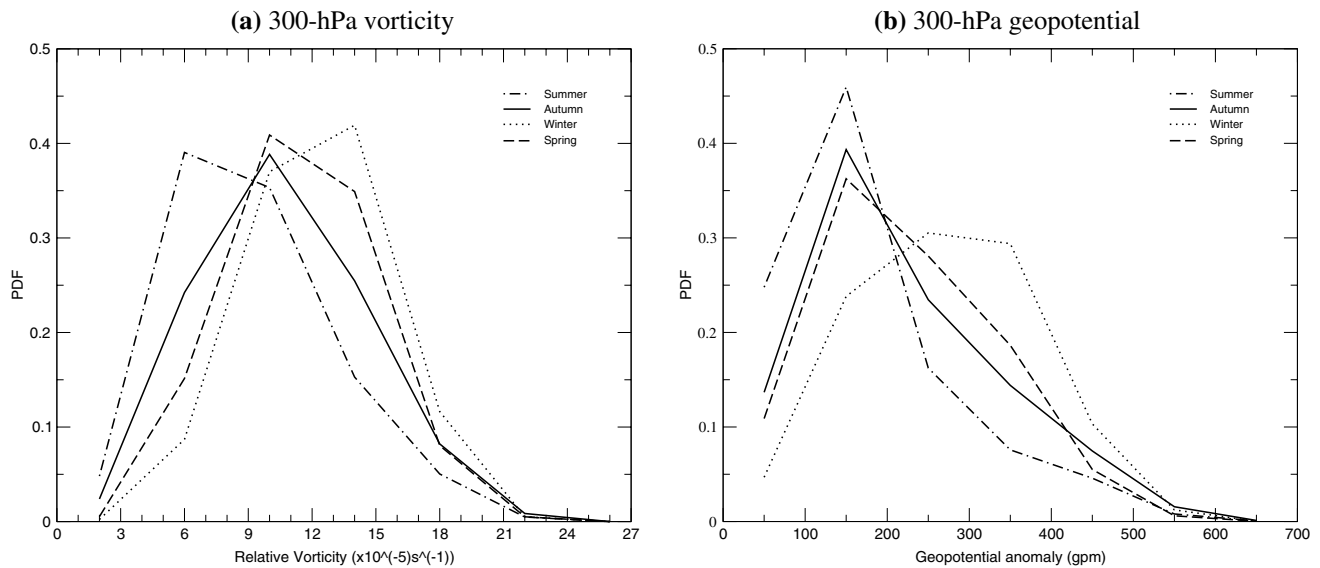 (a) 300-hPa vorticity
0.5
0.4
0.3
0.2
0.1
0
PDF
Summer
Autumn
Winter
Spring
0 3 6 9 12 15 18 21 24 27
Relative Vorticity (x10^(-5)s^(-1))
(b) 300-hPa geopotential
0.5
0.4
0.3
0.2
0.1
0
PDF
Summer
Autumn
Winter
Spring
0 100 200 300 400 500 600 700
Geopotential anomaly (gpm)